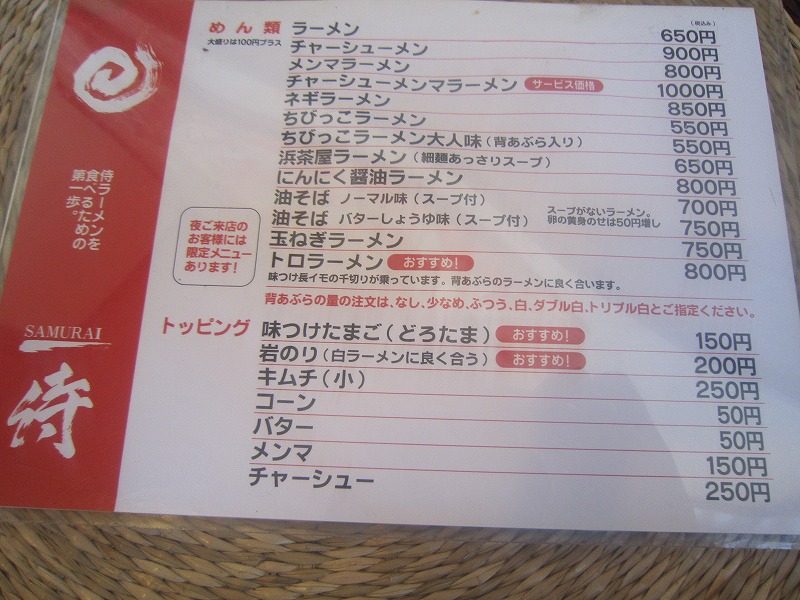 めん類
大盛りは100円プラス
(税込み)
ラーメン 650円
チャーシューメン 900円
メンマラーメン 800円
チャーシューメンマラーメン サービス価格 1000円
ネギラーメン 850円
ちびっこラーメン 550円
ちびっこラーメン大人味(背あぶら入り) 550円
浜茶屋ラーメン(細麺あっさりスープ) 650円
にんにく醤油ラーメン 800円
油そば ノーマル味(スープ付) 700円
油そば バターしょうゆ味(スープ付) 750円
スープがないラーメン。
卵の黄身のせは50円増し
玉ねぎラーメン 750円
トロラーメン おすすめ! 800円
味つけ長イモの千切りが乗っています。背あぶらのラーメンに良く合います。
背あぶらの量の注文は、なし、少なめ、ふつう、白、ダブル白、トリプル白とご指定ください。
トッピング
味つけたまご(どろたま) おすすめ! 150円
岩のり(白ラーメンに良く合う) おすすめ! 200円
キムチ(小) 250円
コーン 50円
バター 50円
メンマ 150円
チャーシュー 250円
夜ご来店の
お客様には
限定メニュー
あります!
侍ラーメンを
食べるための
第一歩。
SAMURAI
侍